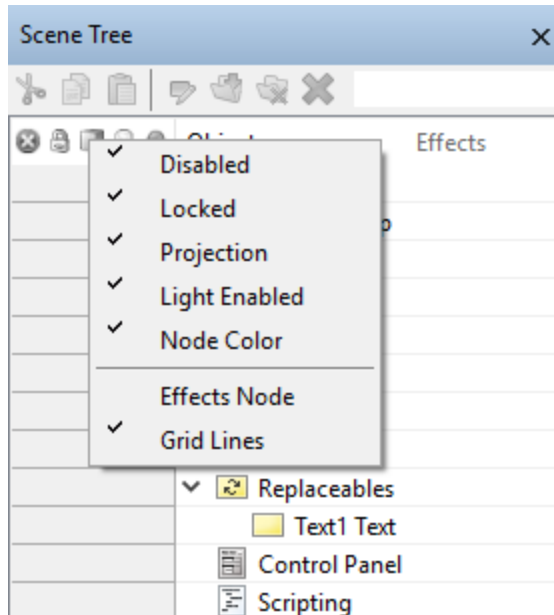 Scene Tree
Effects
Disabled
Locked
Projection
Light Enabled
Node Color
Effects Node
Grid Lines
Replaceables
Text1 Text
Control Panel
Scripting